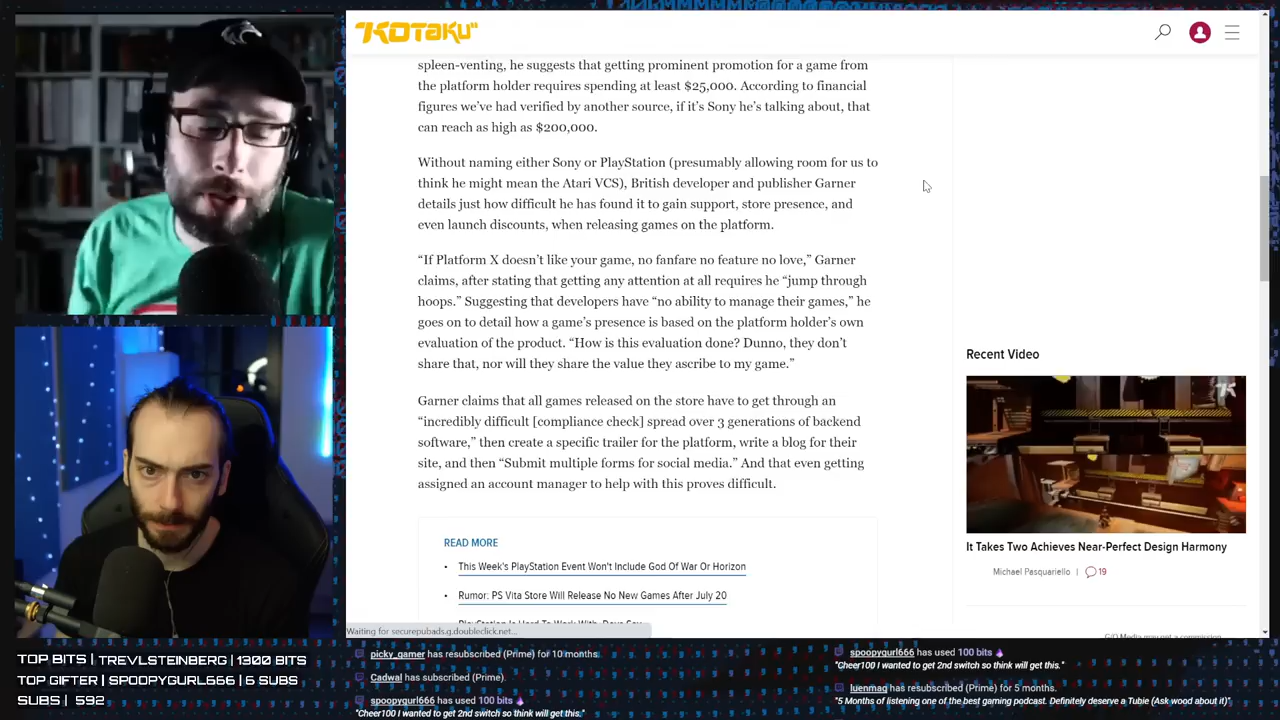 KOTAKU
spleen-venting, he suggests that getting prominent promotion for a game from
the platform holder requires spending at least $25,000. According to financial
figures we've had verified by another source, if it's Sony he's talking about, that
can reach as high as $200,000.
Without naming either Sony or PlayStation (presumably allowing room for us to
think he might mean the Atari VCS), British developer and publisher Garner
details just how difficult he has found it to gain support, store presence, and
even launch discounts, when releasing games on the platform.
“If Platform X doesn't like your game, no fanfare no feature no love,” Garner
claims, after stating that getting any attention at all requires he “jump through
hoops.” Suggesting that developers have “no ability to manage their games,” he
goes on to detail how a game's presence is based on the platform holder's own
evaluation of the product. “How is this evaluation done? Dunno, they don't
share that, nor will they share the value they ascribe to my game.”
Garner claims that all games released on the store have to get through an
“incredibly difficult [compliance check] spread over 3 generations of backend
software,” then create a specific trailer for the platform, write a blog for their
site, and then “Submit multiple forms for social media.” And that even getting
assigned an account manager to help with this proves difficult.
READ MORE
• This Week's PlayStation Event Won't Include God Of War Or Horizon
• Rumor: PS Vita Store Will Release No New Games After July 20
Waiting for securepubads.g.doubleclick.net...
Recent Video
It Takes Two Achieves Near-Perfect Design Harmony
Michael Pasquariello | 19
G/O Media may get a commission
TOP BITS | TREVLSTEINBERG | 1300 BITS
TOP GIFTER | SPOOPYGURL666 | 6 SUBS
SUBS | 592
picky_gamer has resubscribed (Prime) for 10 months.
Cadwal has subscribed (Prime).
spoopygurl666 has used 100 bits
"Cheer100 I wanted to get 2nd switch so think will get this."
spoopygurl666 has used 100 bits
"Cheer100 I wanted to get 2nd switch so think will get this."
luenmag has resubscribed (Prime) for 5 months.
"5 Months of listening one of the best gaming podcast. Definitely deserve a Tubie (Ask wood about it)"